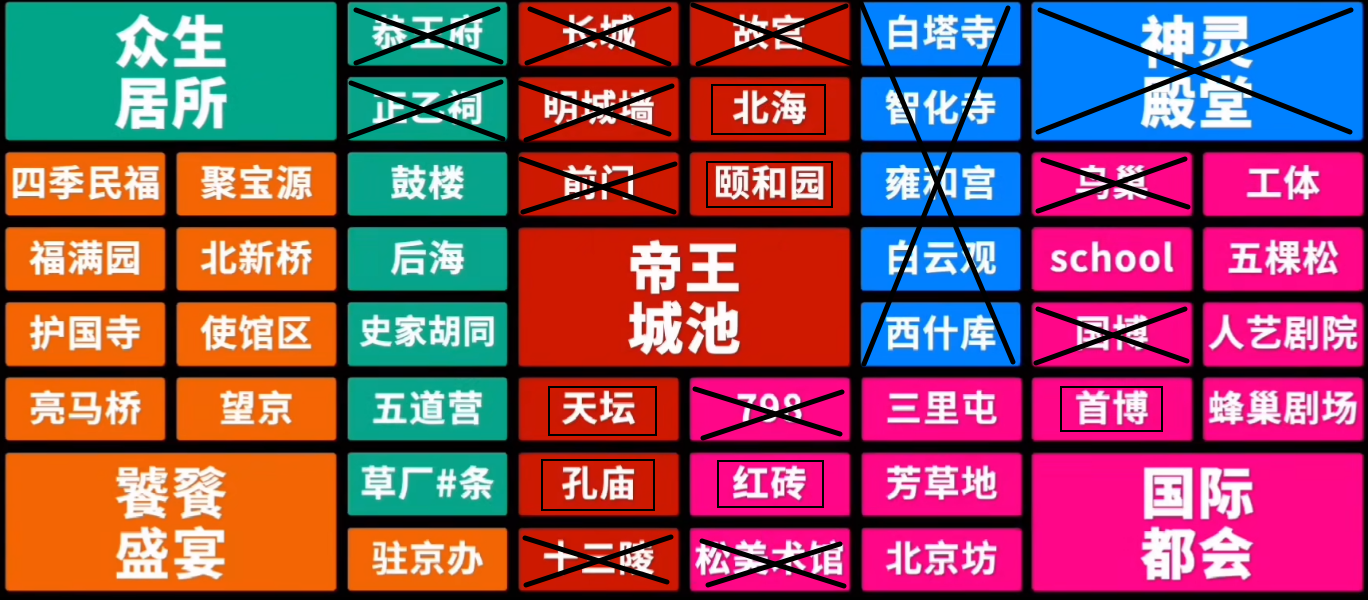 众生
居所
恭王府
长城
故宫
白塔寺
神灵
殿堂
正乙祠
明城墙
北海
智化寺
四季民福
聚宝源
鼓楼
前门
颐和园
雍和宫
鸟巢
工体
福满园
北新桥
后海
帝王
城池
白云观
school
五棵松
护国寺
使馆区
史家胡同
西什库
国博
人艺剧院
亮马桥
望京
五道营
天坛
798
三里屯
首博
蜂巢剧场
饕餮
盛宴
草厂#条
孔庙
红砖
芳草地
国际
都会
驻京办
十三陵
松美术馆
北京坊